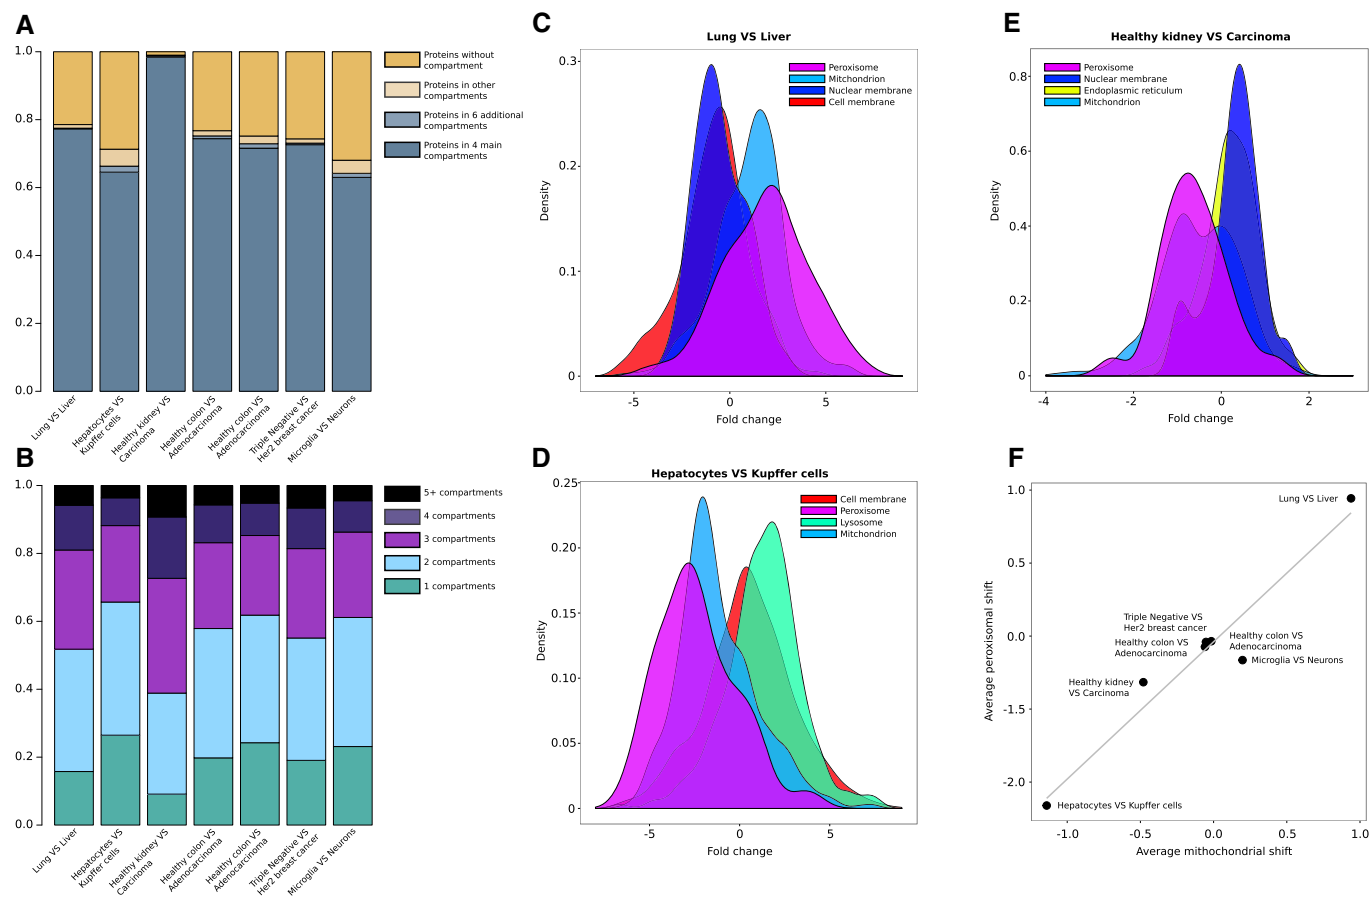 A
1.0
0.8
0.6
0.4
0.2
0.0
Proteins without
compartment
Proteins in other
compartments
Proteins in 6 additional
compartments
Proteins in 4 main
compartments
Lung VS Liver
Hepatocytes VS
Kupffer cells
Healthy kidney VS
Carcinoma
Healthy colon VS
Adenocarcinoma
Healthy colon VS
Adenocarcinoma
Triple Negative VS
Her2 breast cancer
Microglia VS Neurons
B
1.0
0.8
0.6
0.4
0.2
0.0
5+ compartments
4 compartments
3 compartments
2 compartments
1 compartments
Lung VS Liver
Hepatocytes VS
Kupffer cells
Healthy kidney VS
Carcinoma
Healthy colon VS
Adenocarcinoma
Healthy colon VS
Adenocarcinoma
Triple Negative VS
Her2 breast cancer
Microglia VS Neurons
C
Lung VS Liver
Peroxisome
Mitchondrion
Nuclear membrane
Cell membrane
Density
0.3
0.2
0.1
0
-5
0
5
Fold change
D
Hepatocytes VS Kupffer cells
Cell membrane
Peroxisome
Lysosome
Mitchondrion
Density
0.25
0.20
0.15
0.10
0.05
0
-5
0
5
Fold change
E
Healthy kidney VS Carcinoma
Peroxisome
Nuclear membrane
Endoplasmic reticulum
Mitchondrion
Density
0.8
0.6
0.4
0.2
0
-4
-2
0
2
Fold change
F
Average peroxisomal shift
1.0
0.5
0.0
-1.5
-2.0
Lung VS Liver
Triple Negative VS
Her2 breast cancer
Healthy colon VS
Adenocarcinoma
Healthy colon VS
Adenocarcinoma
Microglia VS Neurons
Healthy kidney
VS Carcinoma
Hepatocytes VS Kupffer cells
-1.0
-0.5
0.0
0.5
1.0
Average mithochondrial shift